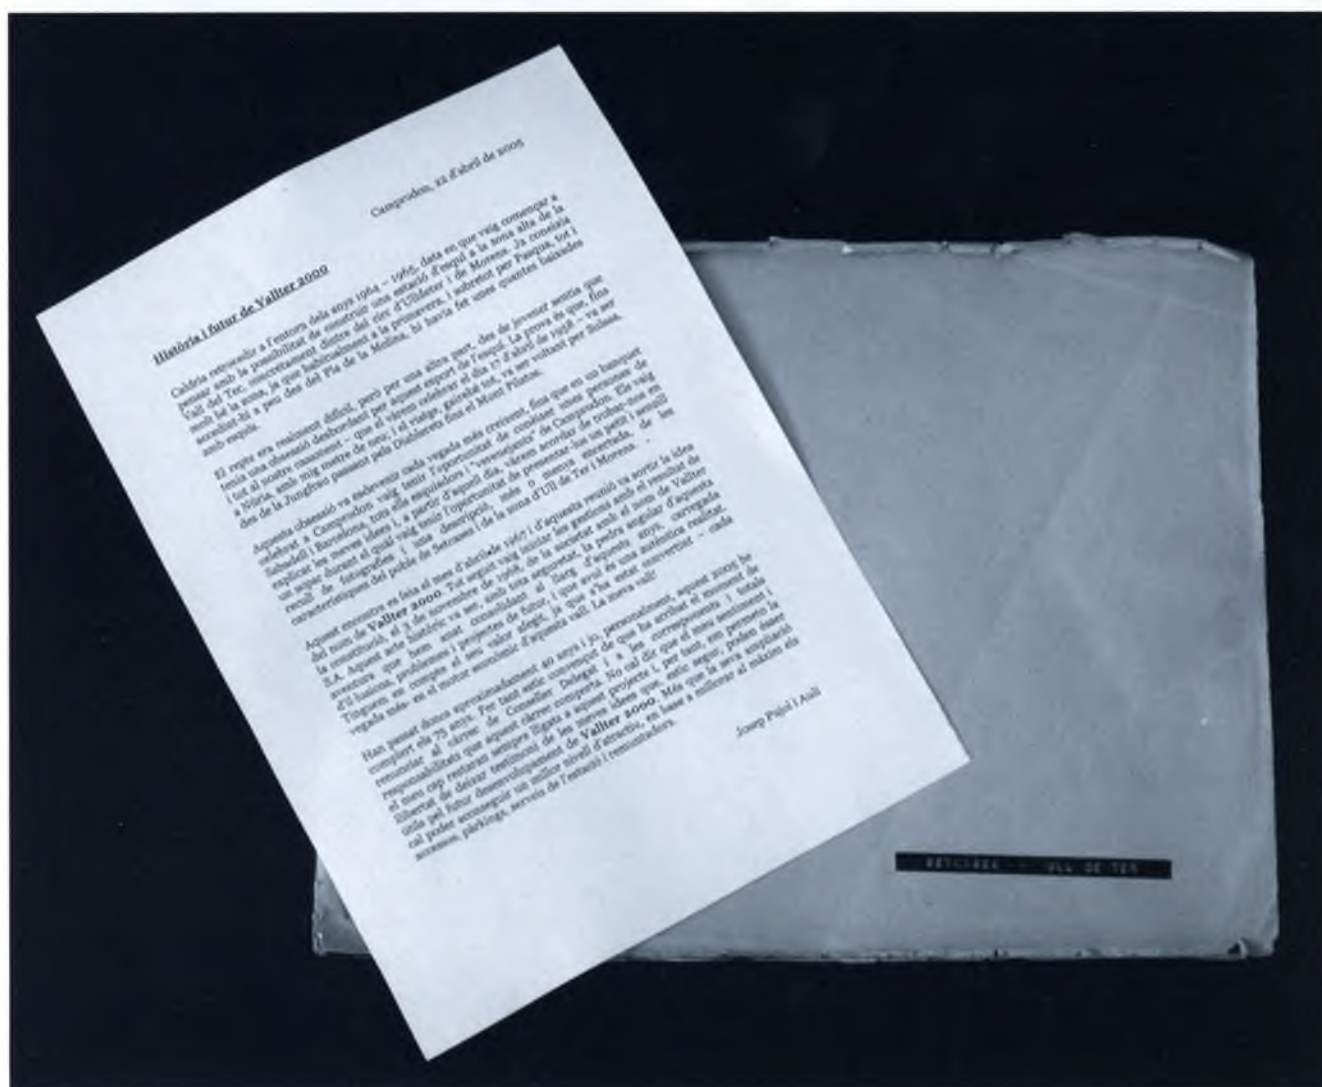 Camprodon, 22 d'abril de 2005
Història i futur de Vallter 2000
Caldria retrocedir a l'entorn dels anys 1964 – 1965, data en que vaig començar a
pensar amb la possibilitat de construir una estació d'esquí a la zona alta de la
Vall del Ter, concretament dintre del circ d'Ulldeter i de Morens. Ja coneixia
molt bé la zona, ja que habitualment a la primavera, i sobretot per Pasqua, tot i
accedint-hi a peu des del Pla de la Molina, hi havia fet unes quantes baixades
amb esquís.
El repte era realment difícil, però per una altra part, des de jovenet sentia que
tenia una obsessió desbordant per aquest esport de l'esquí. La prova és que, fins
i tot al nostre casament – que el vàrem celebrar el dia 17 d'abril de 1958 – va ser
a Núria, amb mig metre de neu; i el viatge, gairebé tot, va ser voltant per Suïssa,
des de la Jungfrau passant pels Diablerets fins el Mont Pilatus.
Aquesta obsessió va esdevenir cada vegada més creixent, fins que en un banquet
celebrat a Camprodon vaig tenir l'oportunitat de conèixer unes persones de
Sabadell i Barcelona, tots ells esquiadors i "verenejants" de Camprodon. Els vaig
explicar les meves idees i, a partir d'aquell dia, vàrem acordar de trobar-nos en
un sopar durant el qual vaig tenir l'oportunitat de presentar-los un petit i senzill
recull de fotografies i una descripció, més o menys encertada, de les
característiques del poble de Setcases i de la zona d'Ull de Ter i Morens.
Aquest encontre es feia el mes d'abril de 1967 i d'aquesta reunió va sortir la idea
del nom de Vallter 2000. Tot seguit vaig iniciar les gestions amb el resultat de
la constitució, el 3 de novembre de 1968, de la societat amb el nom de Vallter
S.A. Aquest acte històric va ser, amb tota seguretat, la pedra angular d'aquesta
aventura que hem anat consolidant al llarg d'aquests anys, carregada
d'il·lusions, problemes i projectes de futur, i que avui és una autèntica realitat.
Tinguem en compte el seu valor afegit, ja que s'ha estat convertint – cada
vegada més- en el motor econòmic d'aquesta vall! La meva vall!
Han passat doncs aproximadament 40 anys i jo, personalment, aquest 2005 he
complert els 75 anys. Per tant estic convençut de que ha arribat el moment de
renunciar al càrrec de Conseller Delegat i a les corresponents i totals
responsabilitats que aquest càrrec comporta. No cal dir que el meu sentiment i
el meu cap restaran sempre lligats a aquest projecte i, per tant, em permeto la
llibertat de deixar testimoni de les meves idees que, estic segur, poden ésser
útils pel futur desenvolupament de Vallter 2000. Més que la seva ampliació
cal poder aconseguir un millor nivell d'atractiu, en base a millorar al màxim els
accessos, pàrkings, serveis de l'estació i remuntadors.
Josep Pujol i Aulí
SETCASES - ULL DE TER